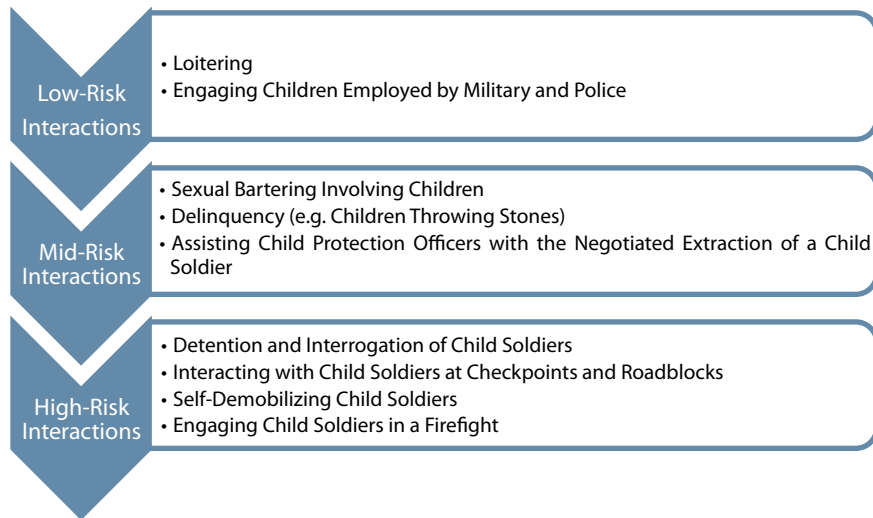 Low-Risk
Interactions
• Loitering
• Engaging Children Employed by Military and Police
Mid-Risk
Interactions
• Sexual Bartering Involving Children
• Delinquency (e.g. Children Throwing Stones)
• Assisting Child Protection Officers with the Negotiated Extraction of a Child
Soldier
High-Risk
Interactions
• Detention and Interrogation of Child Soldiers
• Interacting with Child Soldiers at Checkpoints and Roadblocks
• Self-Demobilizing Child Soldiers
• Engaging Child Soldiers in a Firefight